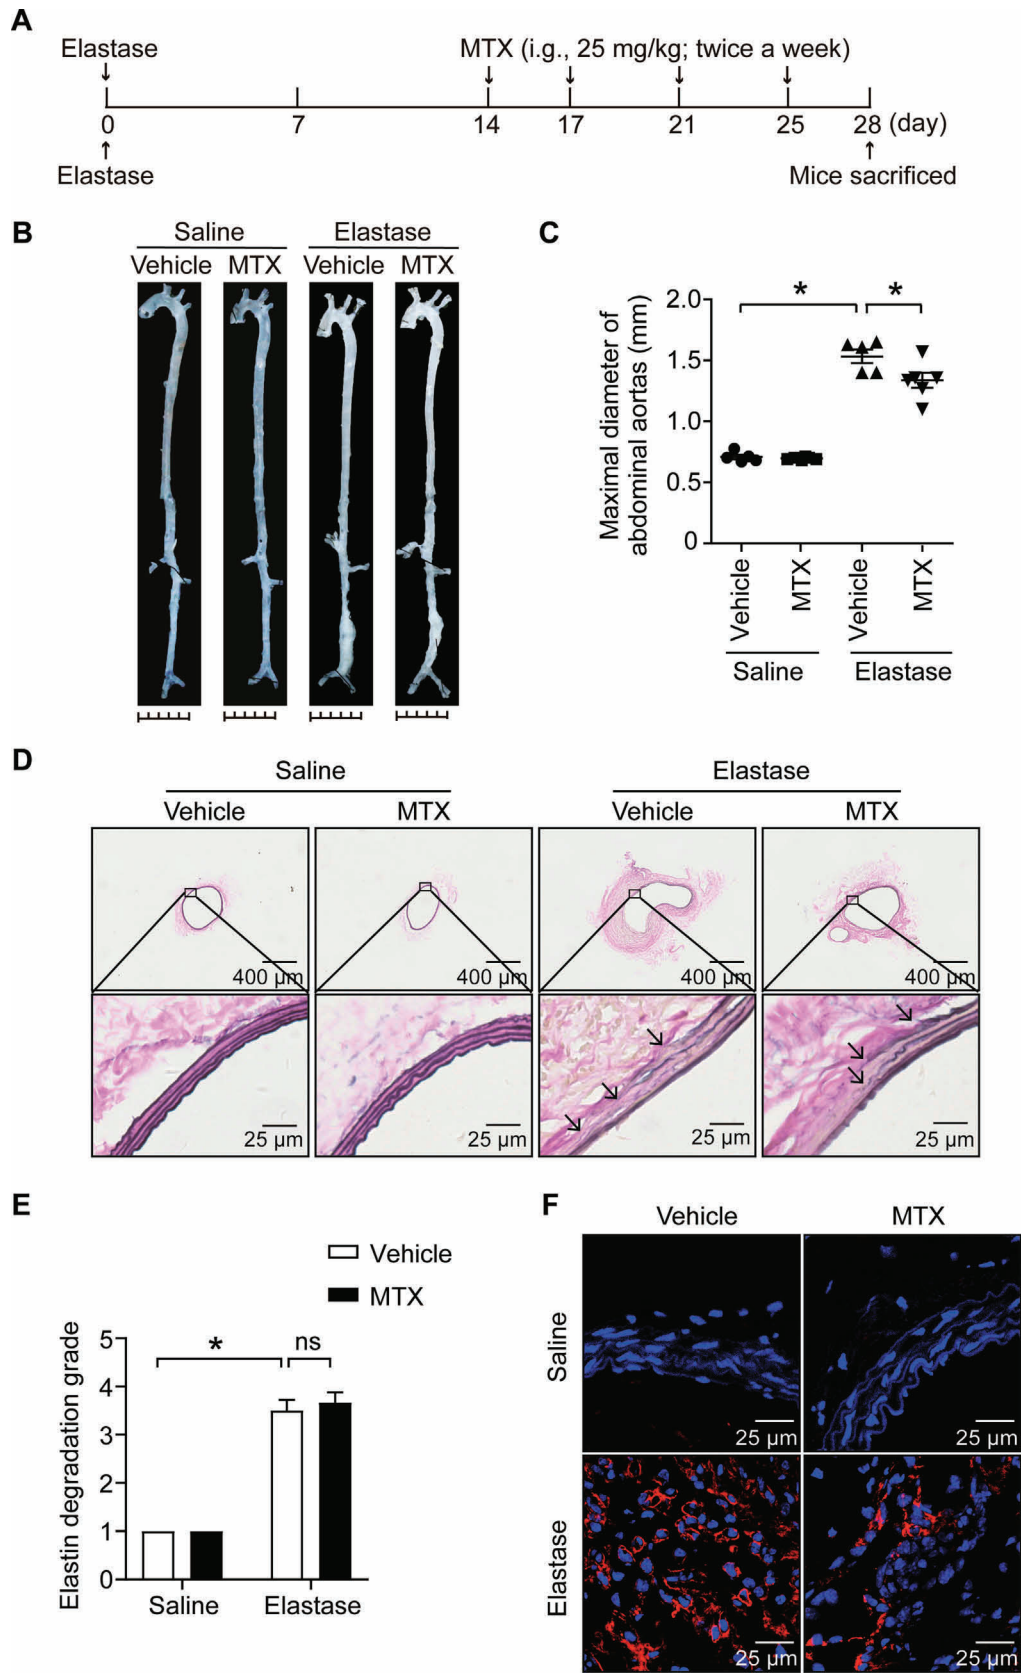 A
Elastase
MTX (i.g., 25 mg/kg; twice a week)
0 7 14 17 21 25 28 (day)
Elastase
Mice sacrificed
B
Saline Elastase
Vehicle MTX Vehicle MTX
C
Maximal diameter of
abdominal aortas (mm)
2.0
1.5
1.0
0.5
0
* *
Vehicle MTX Vehicle MTX
Saline Elastase
D
Saline Elastase
Vehicle MTX Vehicle MTX
400 µm 400 µm 400 µm 400 µm
25 µm 25 µm 25 µm 25 µm
E
Vehicle
MTX
Elastin degradation grade
5
4
3
2
1
0
* ns
Saline Elastase
F
Vehicle MTX
Saline
25 µm 25 µm
Elastase
25 µm 25 µm